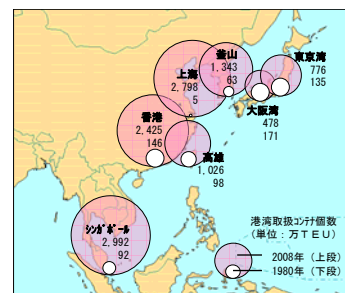 釜山
1,343
63
上海
2,798
5
東京湾
776
135
大阪湾
478
171
香港
2,425
146
高雄
1,026
98
シンガポール
2,992
92
港湾取扱コンテナ個数
(単位:万TEU)
2008年(上段)
1980年(下段)